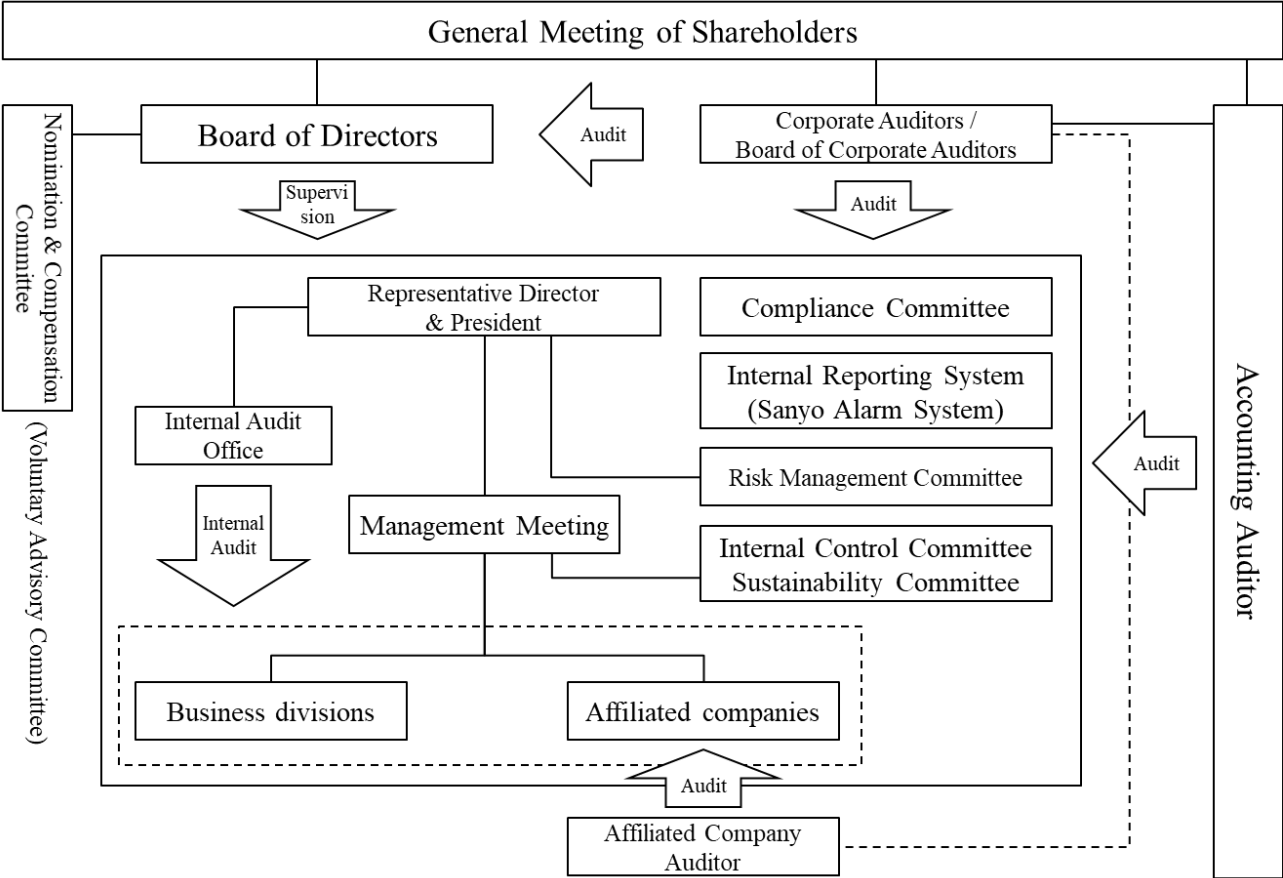 General Meeting of Shareholders
Nomination & Compensation
Committee
(Voluntary Advisory Committee)
Board of Directors
Audit
Corporate Auditors /
Board of Corporate Auditors
Supervi
sion
Audit
Accounting Auditor
Representative Director
& President
Compliance Committee
Internal Reporting System
(Sanyo Alarm System)
Internal Audit
Office
Risk Management Committee
Audit
Internal
Audit
Management Meeting
Internal Control Committee
Sustainability Committee
Business divisions
Affiliated companies
Audit
Affiliated Company
Auditor